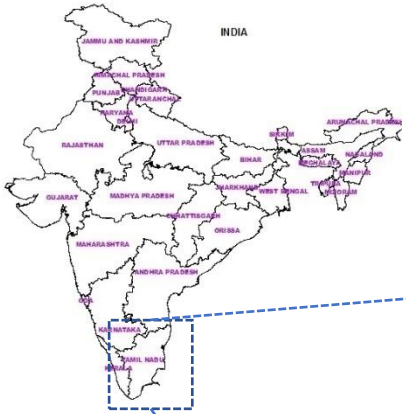 INDIA
JAMMU AND KASHMIR
HIMACHAL PRADESH
CHANDIGARH
PUNJAB
UTTARANCHAL
HARYANA
DELHI
ARUNACHAL PRADESH
SIKKIM
RAJASTHAN
UTTAR PRADESH
ASSAM
NAGALAND
BIHAR
MEGHALAYA
MANIPUR
TRIPURA
MIZORAM
GUJARAT
MADHYA PRADESH
JHARKHAND
WEST BENGAL
CHHATTISGARH
ORISSA
MAHARASHTRA
ANDHRA PRADESH
GOA
KARNATAKA
TAMIL NADU
KERALA